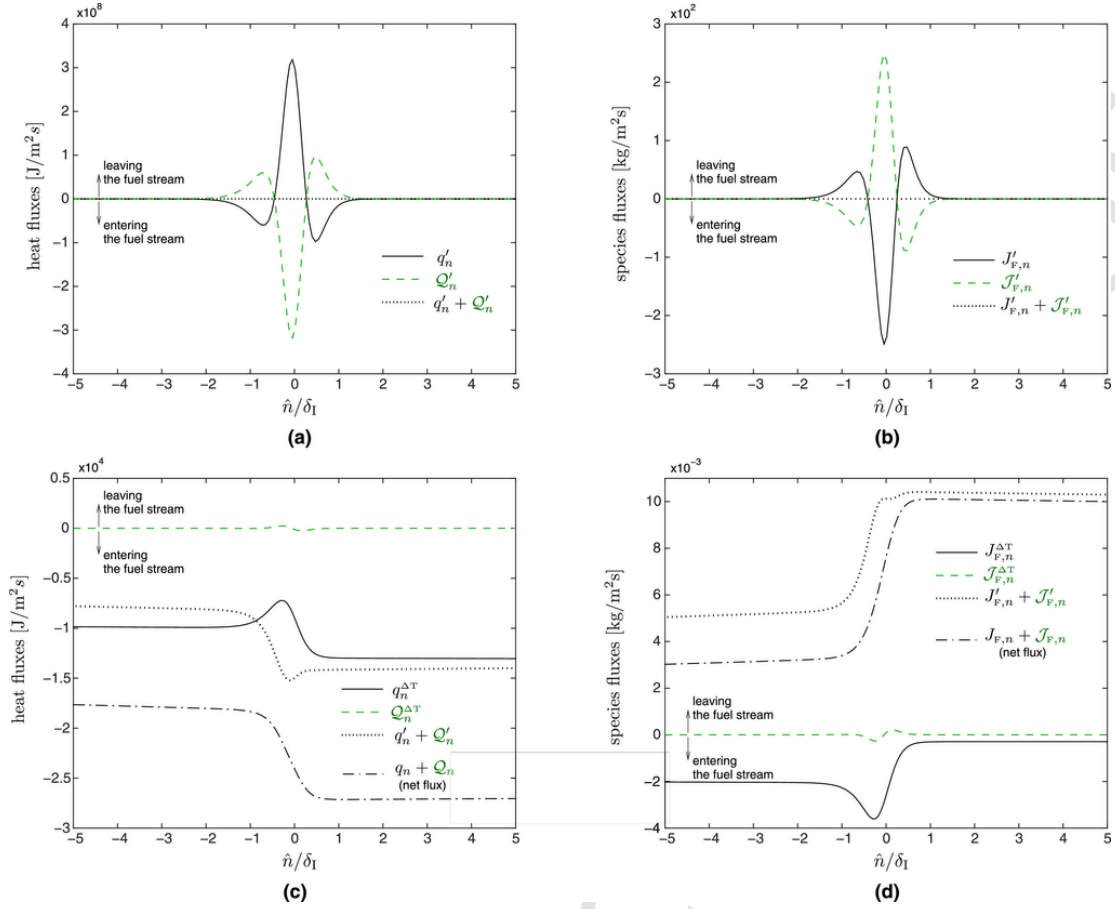 x10⁸
4
3
2
1
0
−1
−2
−3
−4
heat fluxes [J/m²s]
leaving
the fuel stream
entering
the fuel stream
q′ₙ
𝒬′ₙ
q′ₙ + 𝒬′ₙ
−5 −4 −3 −2 −1 0 1 2 3 4 5
n̂/δ_I
(a)
x10²
3
2
1
0
−1
−2
−3
species fluxes [kg/m²s]
leaving
the fuel stream
entering
the fuel stream
J′_F,n
𝒥′_F,n
J′_F,n + 𝒥′_F,n
−5 −4 −3 −2 −1 0 1 2 3 4 5
n̂/δ_I
(b)
x10⁴
0.5
0
−0.5
−1
−1.5
−2
−2.5
−3
heat fluxes [J/m²s]
leaving
the fuel stream
entering
the fuel stream
qₙ^ΔT
𝒬ₙ^ΔT
q′ₙ + 𝒬′ₙ
qₙ + 𝒬ₙ
(net flux)
−5 −4 −3 −2 −1 0 1 2 3 4 5
n̂/δ_I
(c)
x10⁻³
10
8
6
4
2
0
−2
−4
species fluxes [kg/m²s]
J_F,n^ΔT
𝒥_F,n^ΔT
J′_F,n + 𝒥′_F,n
J_F,n + 𝒥_F,n
(net flux)
leaving
the fuel stream
entering
the fuel stream
−5 −4 −3 −2 −1 0 1 2 3 4 5
n̂/δ_I
(d)